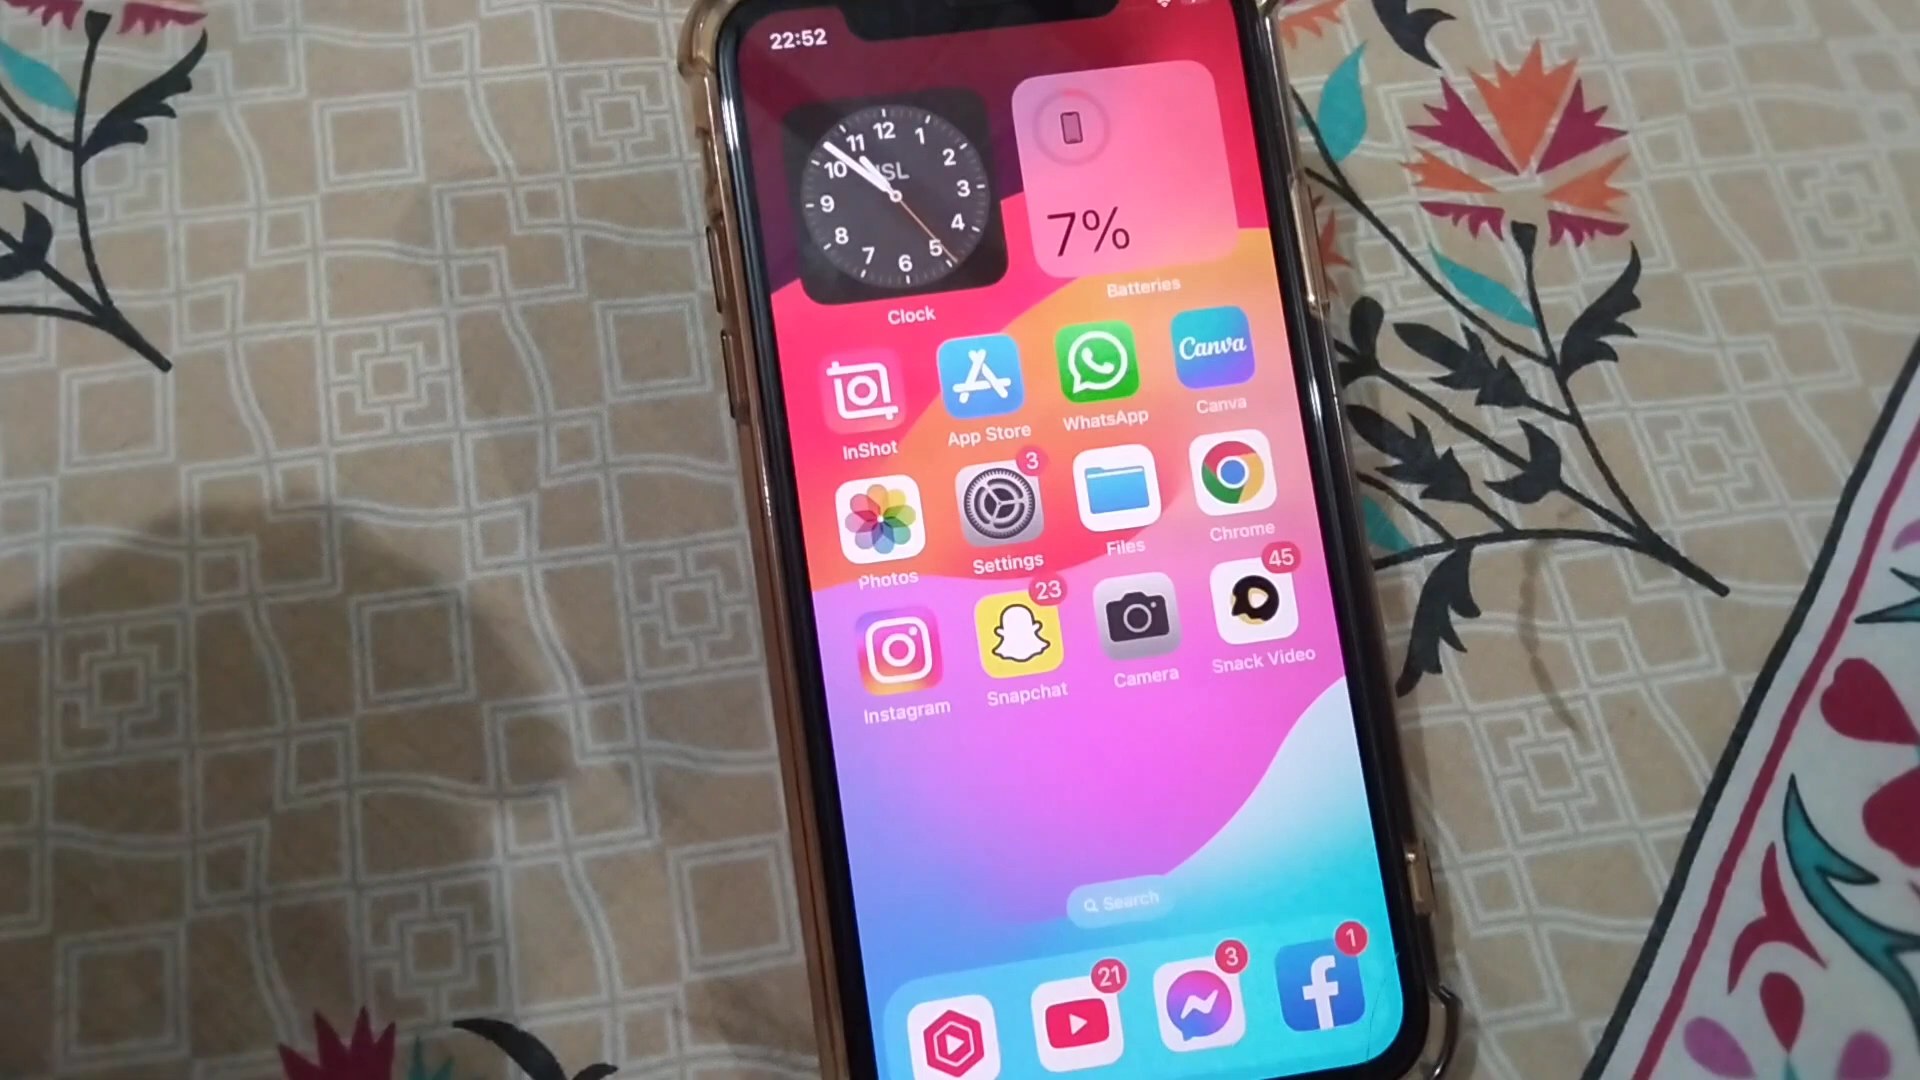 22:52
11 12 1
10 ISL 2
9 3
8 4
7 6 5
Clock
7%
Batteries
Canva
InShot
App Store
WhatsApp
Canva
3
Photos
Settings
Files
Chrome
23
45
Instagram
Snapchat
Camera
Snack Video
Search
21
3
1